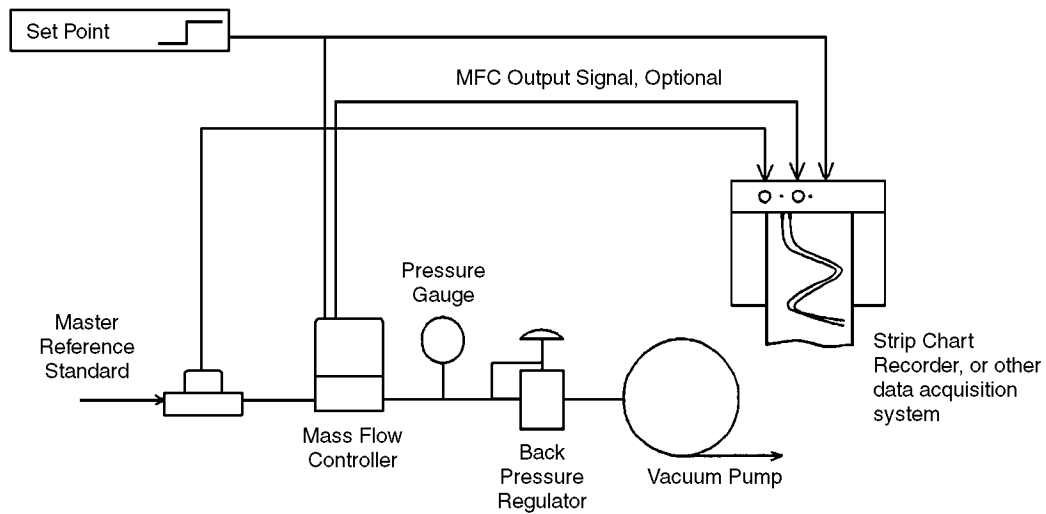 Set Point
MFC Output Signal, Optional
Pressure
Gauge
Master
Reference
Standard
Strip Chart
Recorder, or other
data acquisition
system
Mass Flow
Controller
Back
Pressure
Regulator
Vacuum Pump